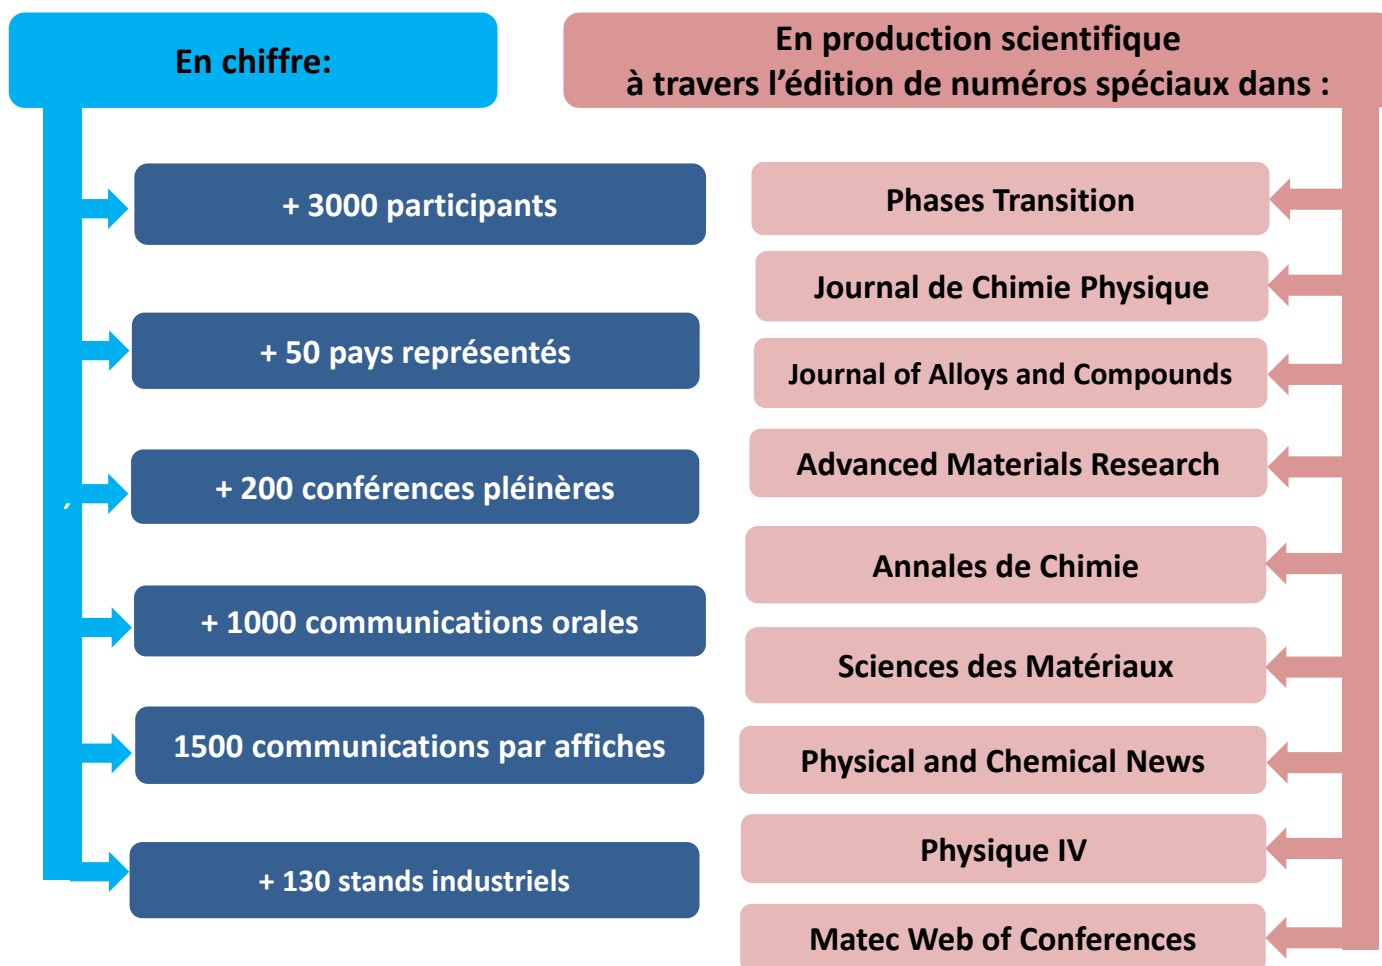 En chiffre:
+ 3000 participants
+ 50 pays représentés
+ 200 conférences pléinères
+ 1000 communications orales
1500 communications par affiches
+ 130 stands industriels
En production scientifique
à travers l’édition de numéros spéciaux dans :
Phases Transition
Journal de Chimie Physique
Journal of Alloys and Compounds
Advanced Materials Research
Annales de Chimie
Sciences des Matériaux
Physical and Chemical News
Physique IV
Matec Web of Conferences